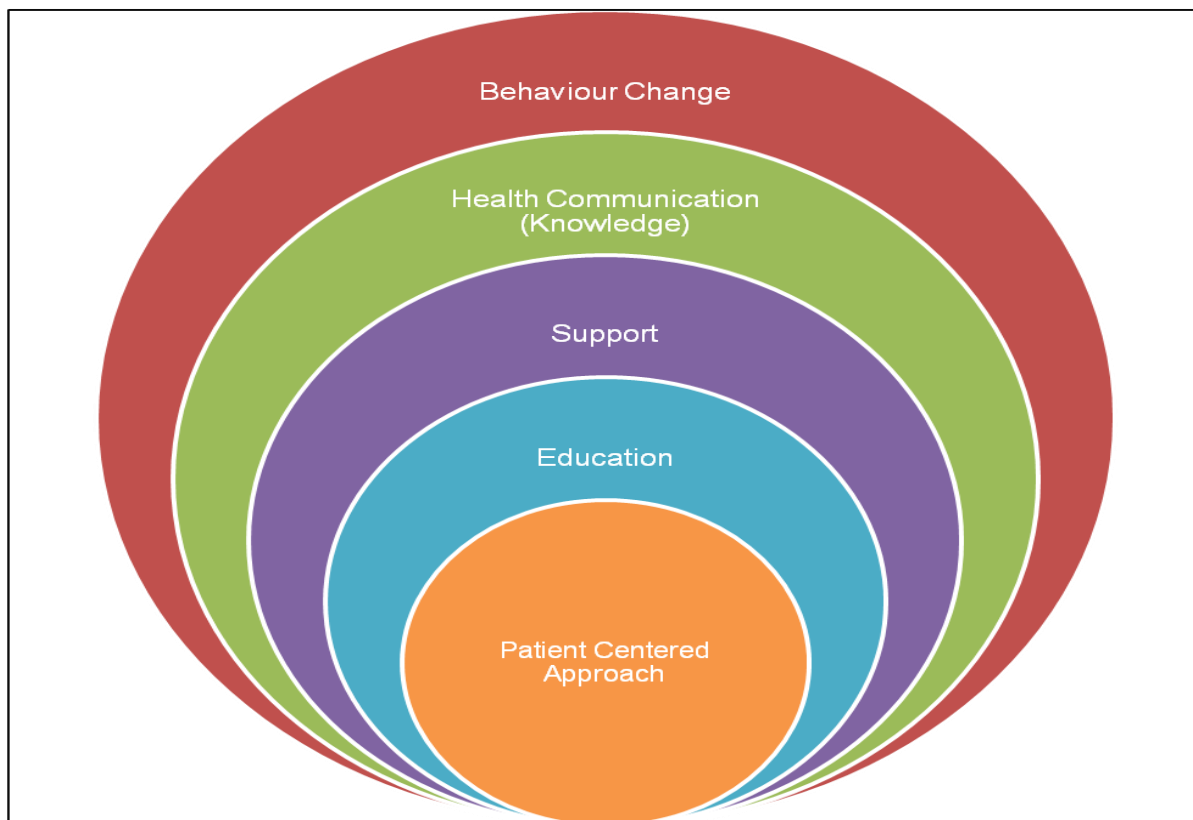 Behaviour Change
Health Communication
(Knowledge)
Support
Education
Patient Centered
Approach